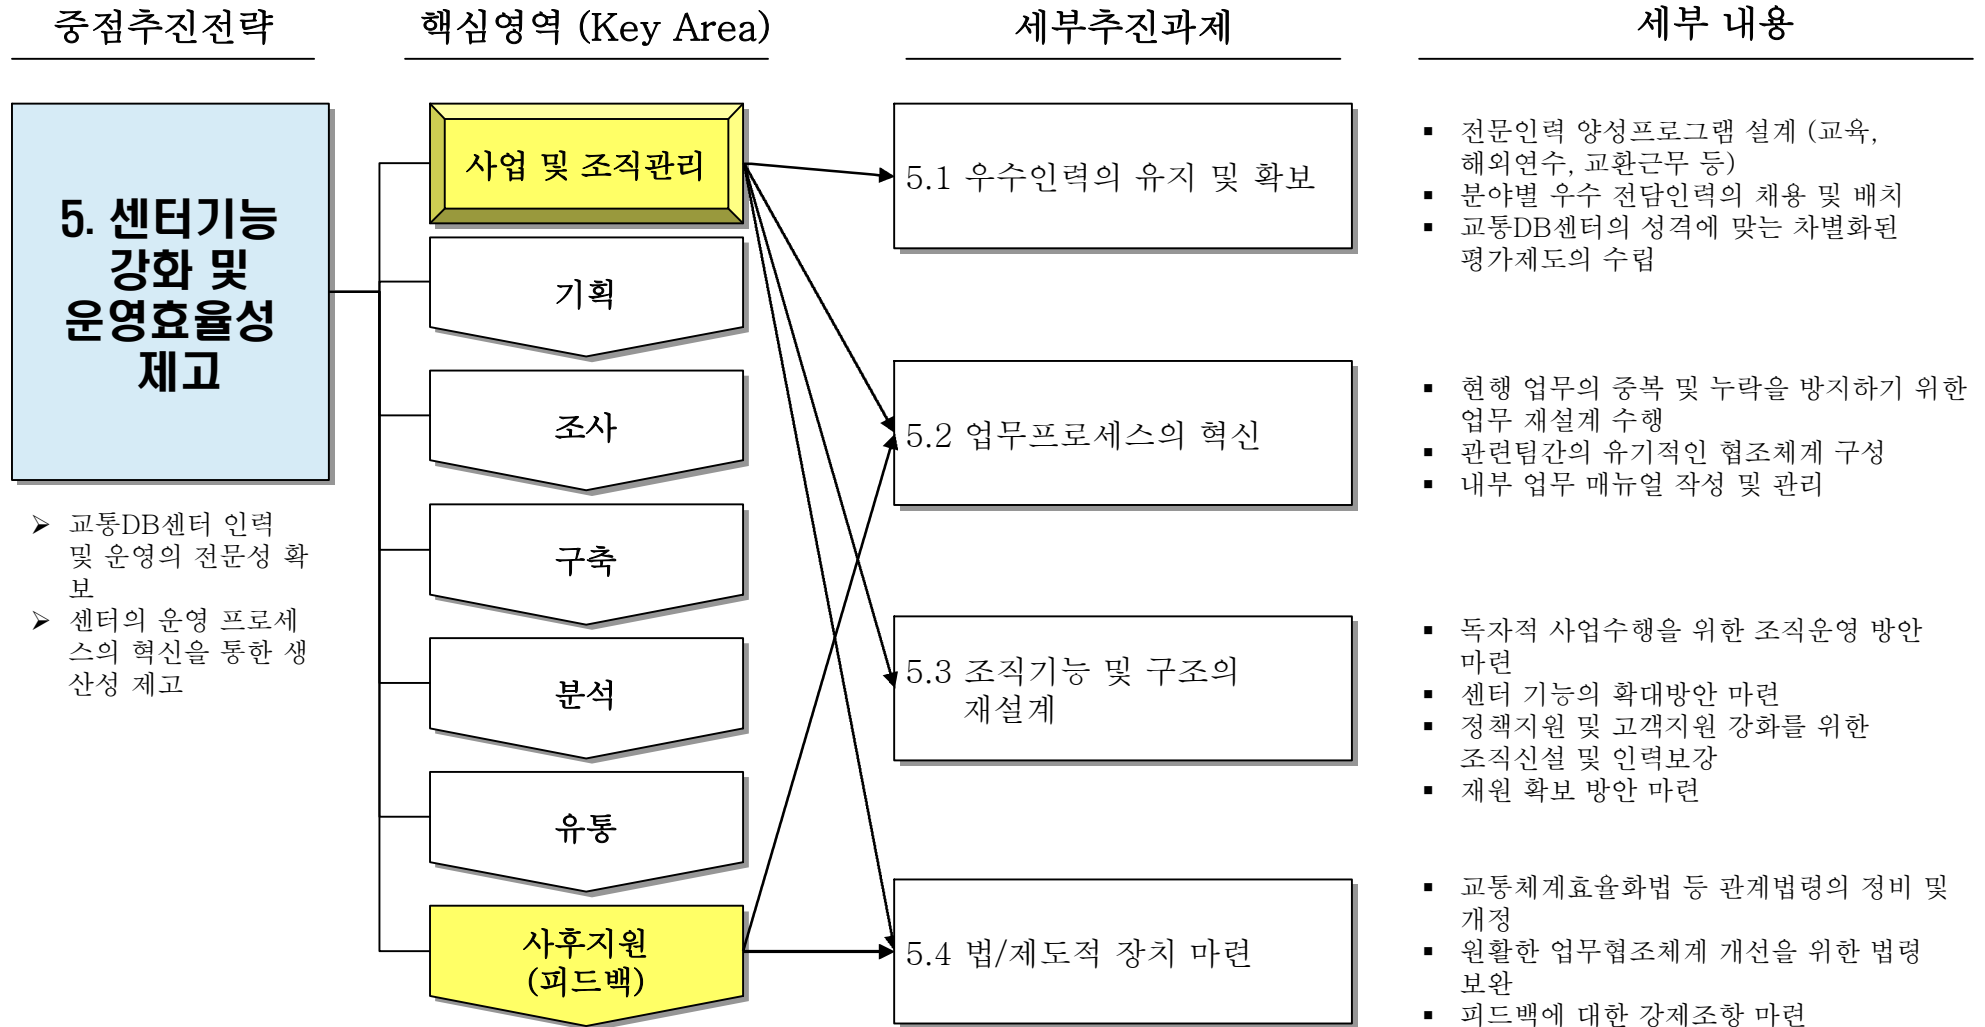 중점추진전략
핵심영역 (Key Area)
세부추진과제
세부 내용
5. 센터기능
강화 및
운영효율성
제고
➢ 교통DB센터 인력
및 운영의 전문성 확
보
➢ 센터의 운영 프로세
스의 혁신을 통한 생
산성 제고
사업 및 조직관리
기획
조사
구축
분석
유통
사후지원
(피드백)
5.1 우수인력의 유지 및 확보
5.2 업무프로세스의 혁신
5.3 조직기능 및 구조의
재설계
5.4 법/제도적 장치 마련
▪ 전문인력 양성프로그램 설계 (교육,
해외연수, 교환근무 등)
▪ 분야별 우수 전담인력의 채용 및 배치
▪ 교통DB센터의 성격에 맞는 차별화된
평가제도의 수립
▪ 현행 업무의 중복 및 누락을 방지하기 위한
업무 재설계 수행
▪ 관련팀간의 유기적인 협조체계 구성
▪ 내부 업무 매뉴얼 작성 및 관리
▪ 독자적 사업수행을 위한 조직운영 방안
마련
▪ 센터 기능의 확대방안 마련
▪ 정책지원 및 고객지원 강화를 위한
조직신설 및 인력보강
▪ 재원 확보 방안 마련
▪ 교통체계효율화법 등 관계법령의 정비 및
개정
▪ 원활한 업무협조체계 개선을 위한 법령
보완
▪ 피드백에 대한 강제조항 마련